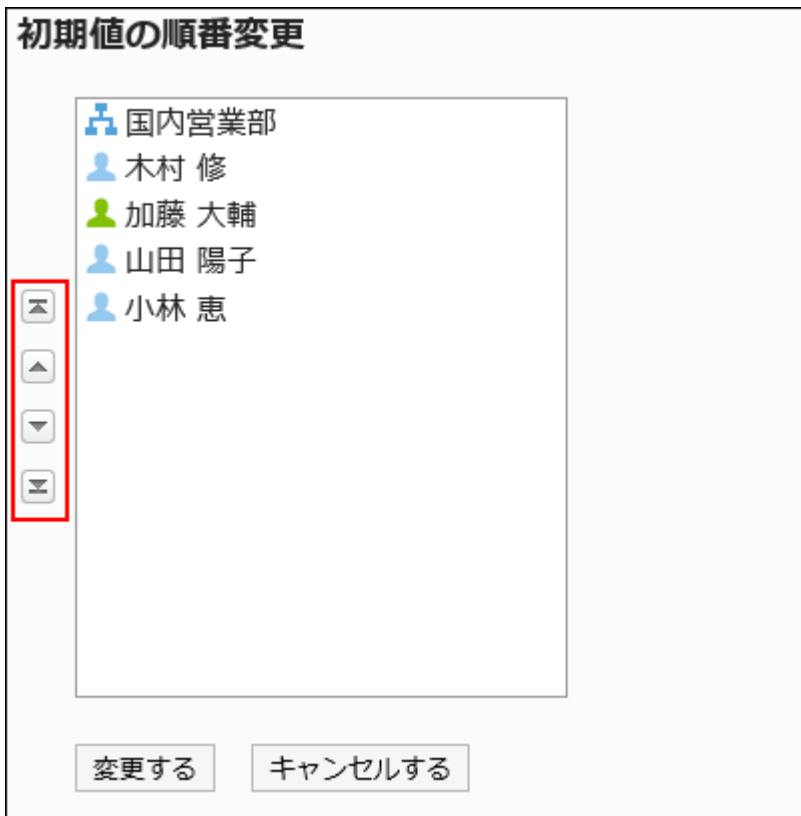 初期値の順番変更
国内営業部
木村 修
加藤 大輔
山田 陽子
小林 恵
変更する
キャンセルする